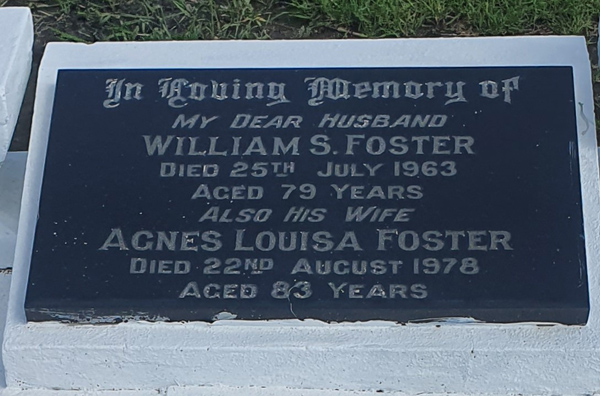 In Loving Memory of
MY DEAR HUSBAND
WILLIAM S. FOSTER
DIED 25TH JULY 1963
AGED 79 YEARS
ALSO HIS WIFE
AGNES LOUISA FOSTER
DIED 22ND AUGUST 1978
AGED 83 YEARS